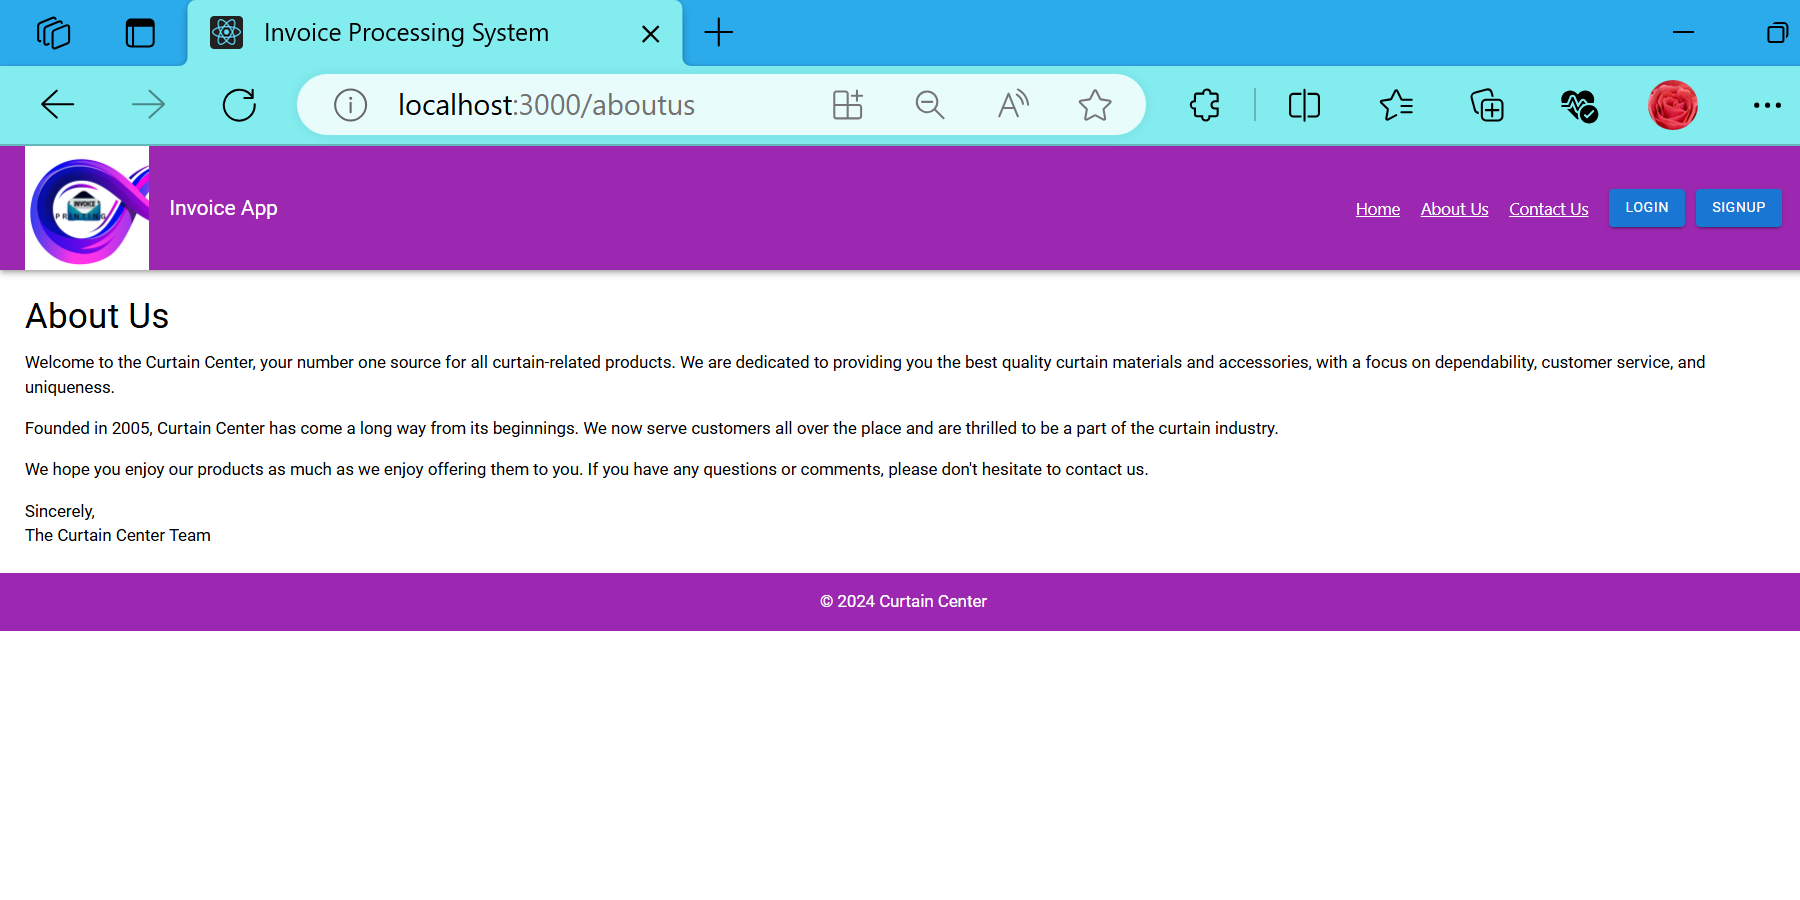 Invoice Processing System
localhost:3000/aboutus
INVOICE
PRINTING
Invoice App
Home About Us Contact Us LOGIN SIGNUP
About Us
Welcome to the Curtain Center, your number one source for all curtain-related products. We are dedicated to providing you the best quality curtain materials and accessories, with a focus on dependability, customer service, and
uniqueness.
Founded in 2005, Curtain Center has come a long way from its beginnings. We now serve customers all over the place and are thrilled to be a part of the curtain industry.
We hope you enjoy our products as much as we enjoy offering them to you. If you have any questions or comments, please don't hesitate to contact us.
Sincerely,
The Curtain Center Team
© 2024 Curtain Center